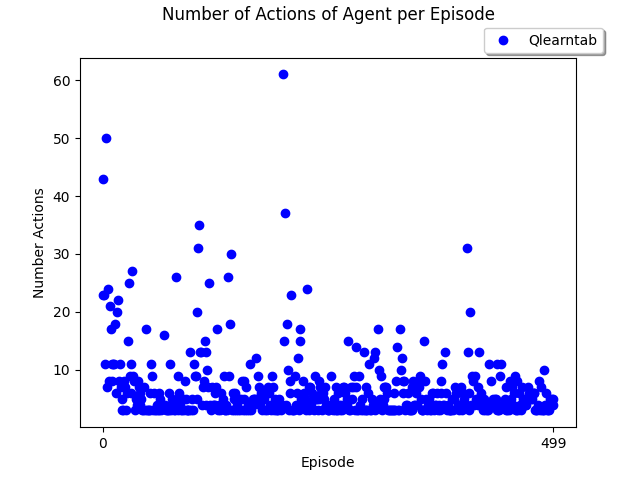 Number of Actions of Agent per Episode
Qlearntab
60
50
40
30
20
10
Number Actions
0
499
Episode